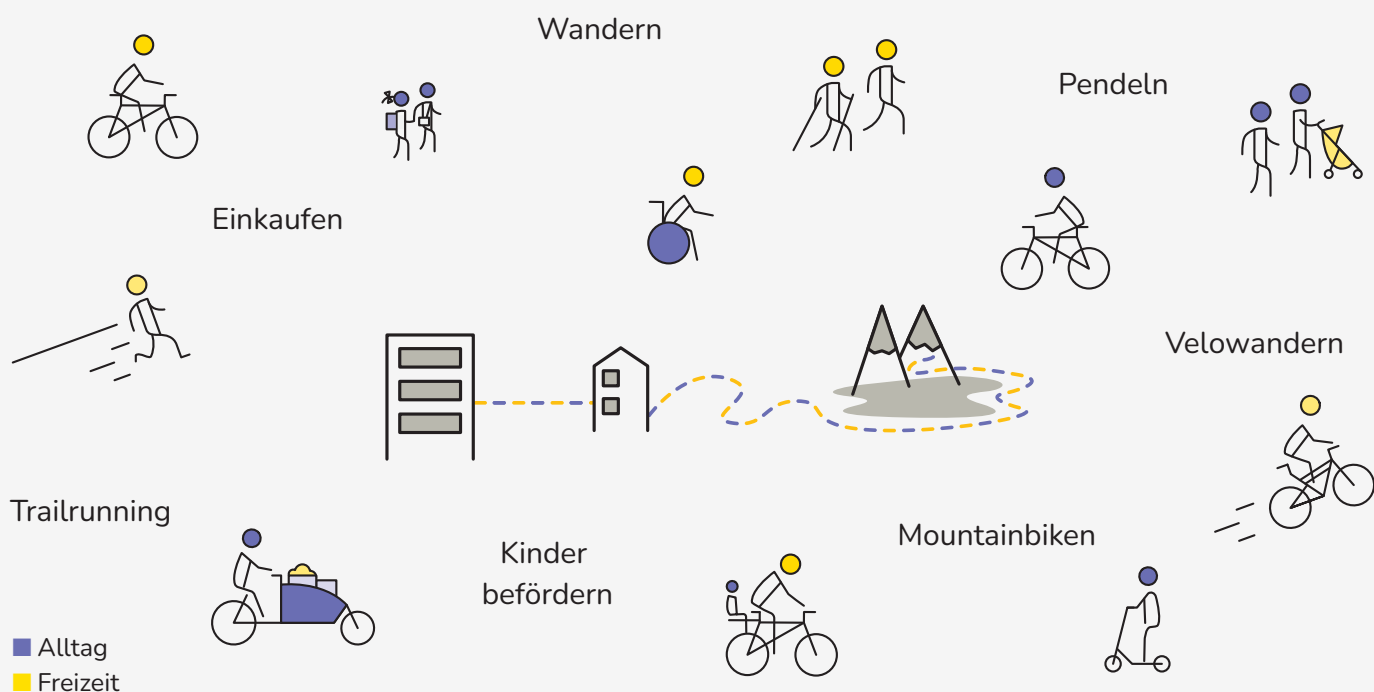 Wandern
Pendeln
Einkaufen
Velowandern
Trailrunning
Mountainbiken
Kinder
befördern
Alltag
Freizeit